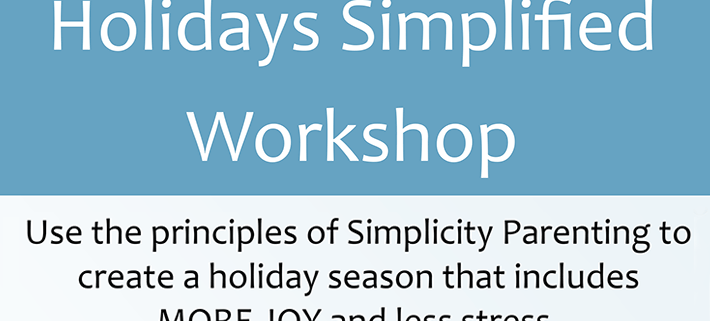 Holidays Simplified
Workshop
Use the principles of Simplicity Parenting to
create a holiday season that includes
MORE JOY and less stress